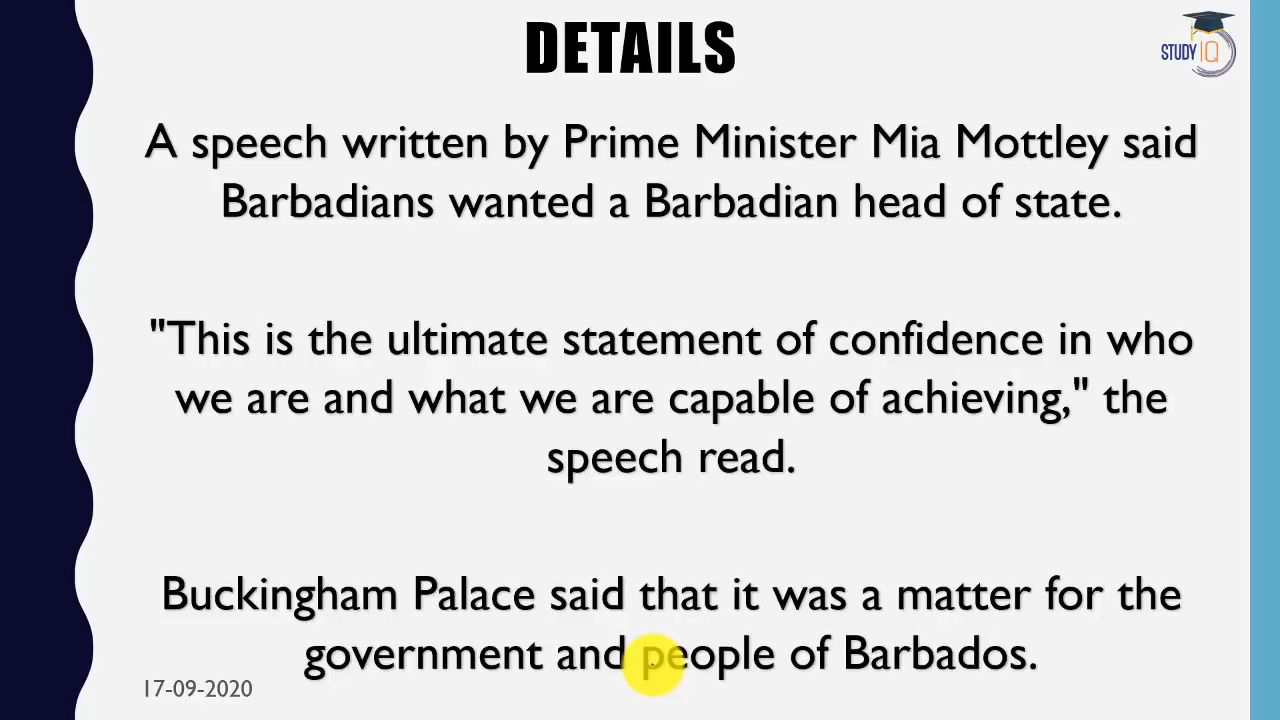 DETAILS
STUDY IQ
A speech written by Prime Minister Mia Mottley said
Barbadians wanted a Barbadian head of state.
"This is the ultimate statement of confidence in who
we are and what we are capable of achieving," the
speech read.
Buckingham Palace said that it was a matter for the
government and people of Barbados.
17-09-2020